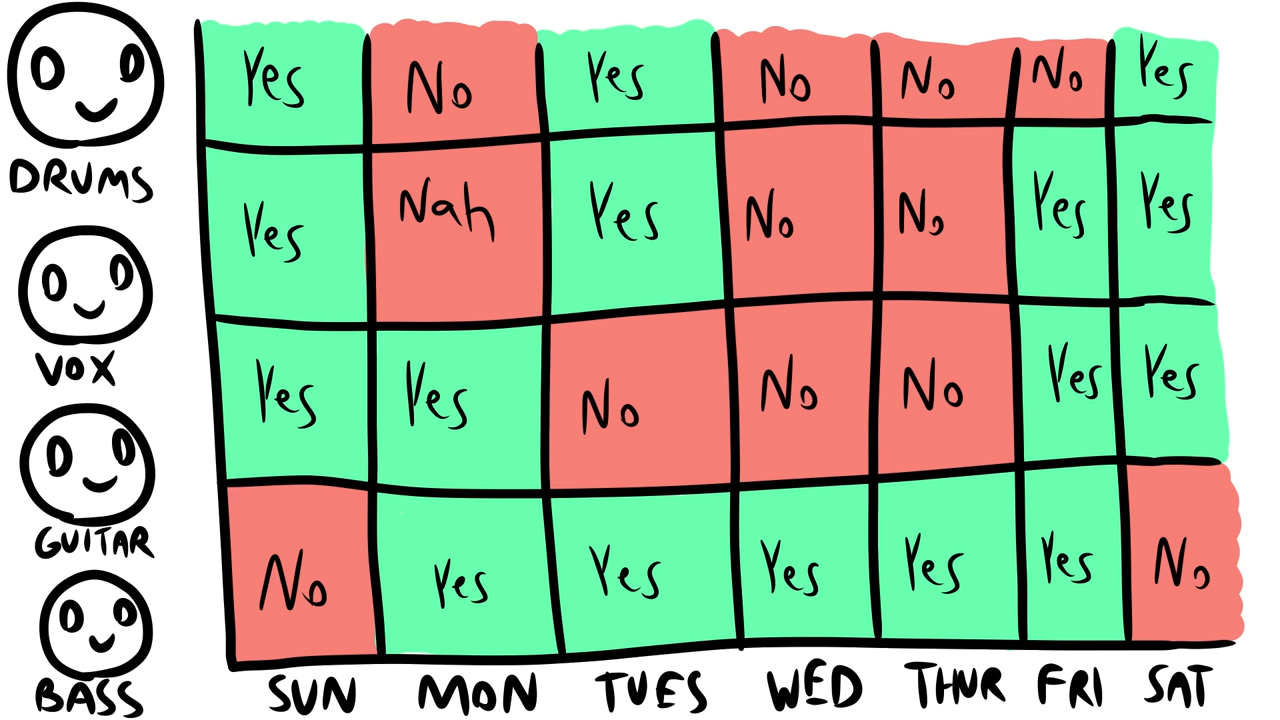 Yes No Yes No No No Yes
DRUMS
Yes Nah Yes No No Yes Yes
VOX
Yes Yes No No No Yes Yes
GUITAR
No Yes Yes Yes Yes Yes No
BASS
SUN MON TUES WED THUR FRI SAT